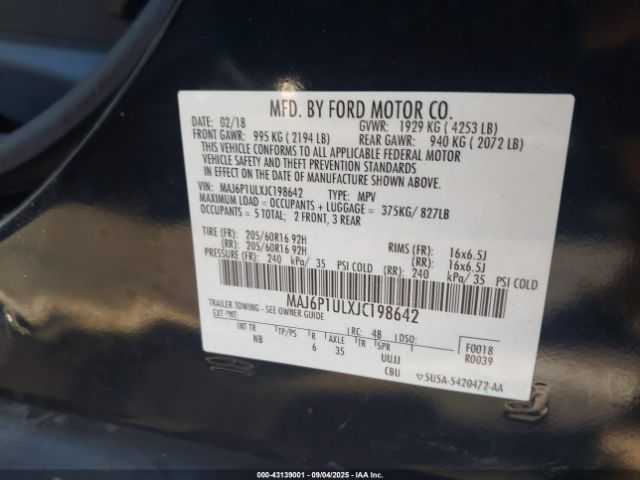 MFD. BY FORD MOTOR CO.
DATE: 02/18 GVWR: 1929 KG ( 4253 LB)
FRONT GAWR: 995 KG ( 2194 LB) REAR GAWR: 940 KG ( 2072 LB)
THIS VEHICLE CONFORMS TO ALL APPLICABLE FEDERAL MOTOR
VEHICLE SAFETY AND THEFT PREVENTION STANDARDS
IN EFFECT ON THE DATE OF MANUFACTURE SHOWN ABOVE.
VIN: MAJ6P1ULXJC198642 TYPE: MPV
MAXIMUM LOAD = OCCUPANTS + LUGGAGE = 375KG/ 827LB
OCCUPANTS = 5 TOTAL; 2 FRONT, 3 REAR
TIRE (FR): 205/60R16 92H RIMS (FR): 16x6.5J
(RR): 205/60R16 92H (RR): 16x6.5J
PRESSURE (FR): 240 kPa/ 35 PSI COLD (RR): 240 kPa/ 35 PSI COLD
MAJ6P1ULXJC198642
TRAILER TOWING - SEE OWNER GUIDE
EXT PNT: RC: 48 DSO: F0018
INT TR TP/PS R AXLE TR SPR R0039
NB 6 35 UUJJ
CBU 5USA-5420472-AA
000-43139001 - 09/04/2025 - IAAI.COM